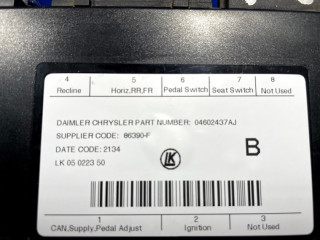 4 5 6 7 8
Recline Horiz,RR,FR Pedal Switch Seat Switch Not Used
DAIMLER CHRYSLER PART NUMBER: 04602437AJ
SUPPLIER CODE: 86390-F
DATE CODE: 2134
LK 05 0223 50
LK
B
1 2 3
CAN,Supply,Pedal Adjust Ignition Not Used